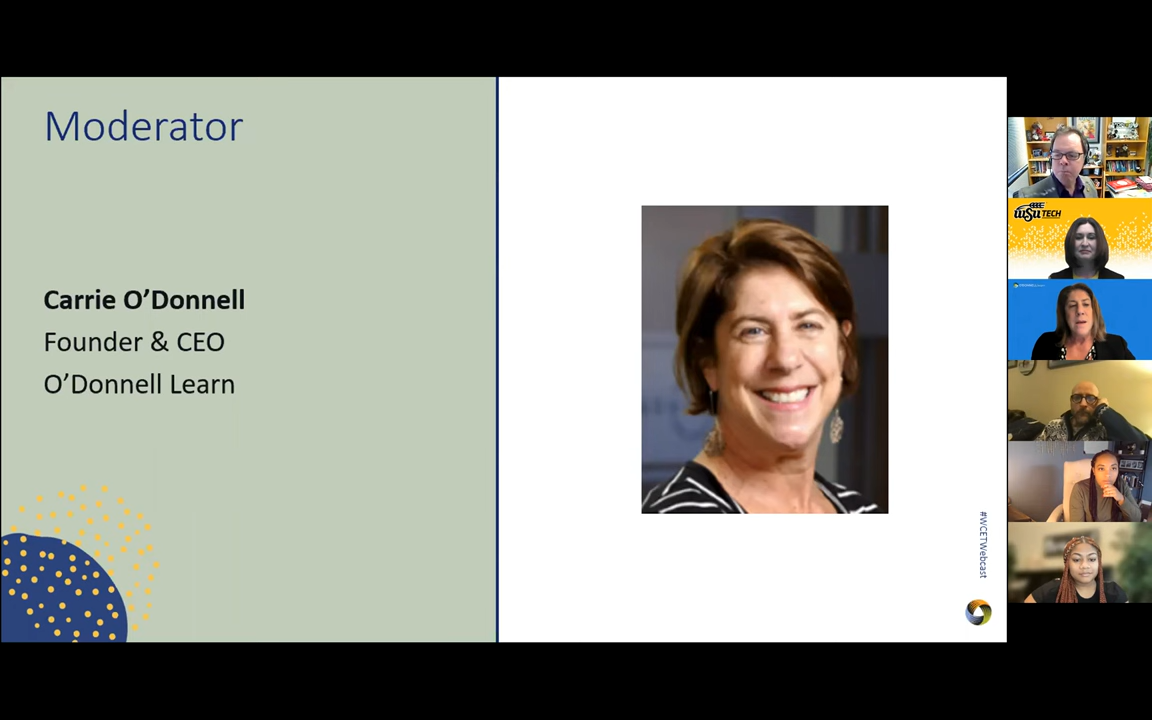 Moderator
Carrie O’Donnell
Founder & CEO
O’Donnell Learn
#WCETWebcast
WSU TECH